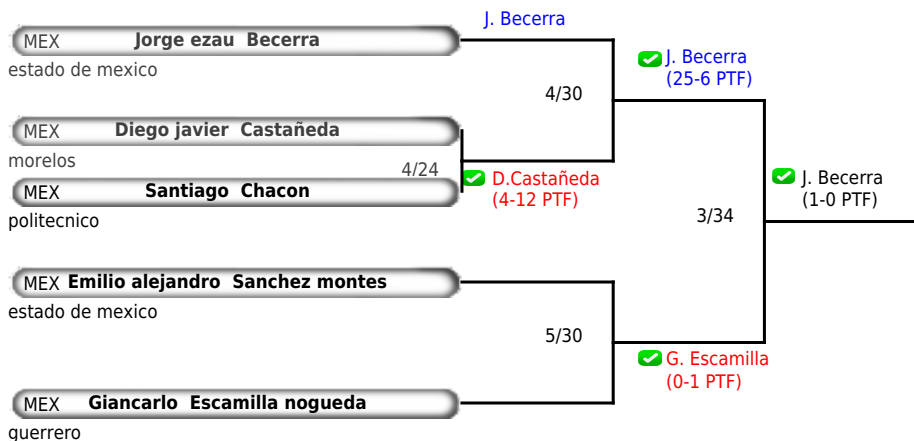 J. Becerra
MEX Jorge ezau Becerra
estado de mexico
J. Becerra
(25-6 PTF)
4/30
MEX Diego javier Castañeda
morelos
4/24
D.Castañeda
(4-12 PTF)
MEX Santiago Chacon
politecnico
J. Becerra
(1-0 PTF)
3/34
MEX Emilio alejandro Sanchez montes
estado de mexico
5/30
G. Escamilla
(0-1 PTF)
MEX Giancarlo Escamilla nogueda
guerrero